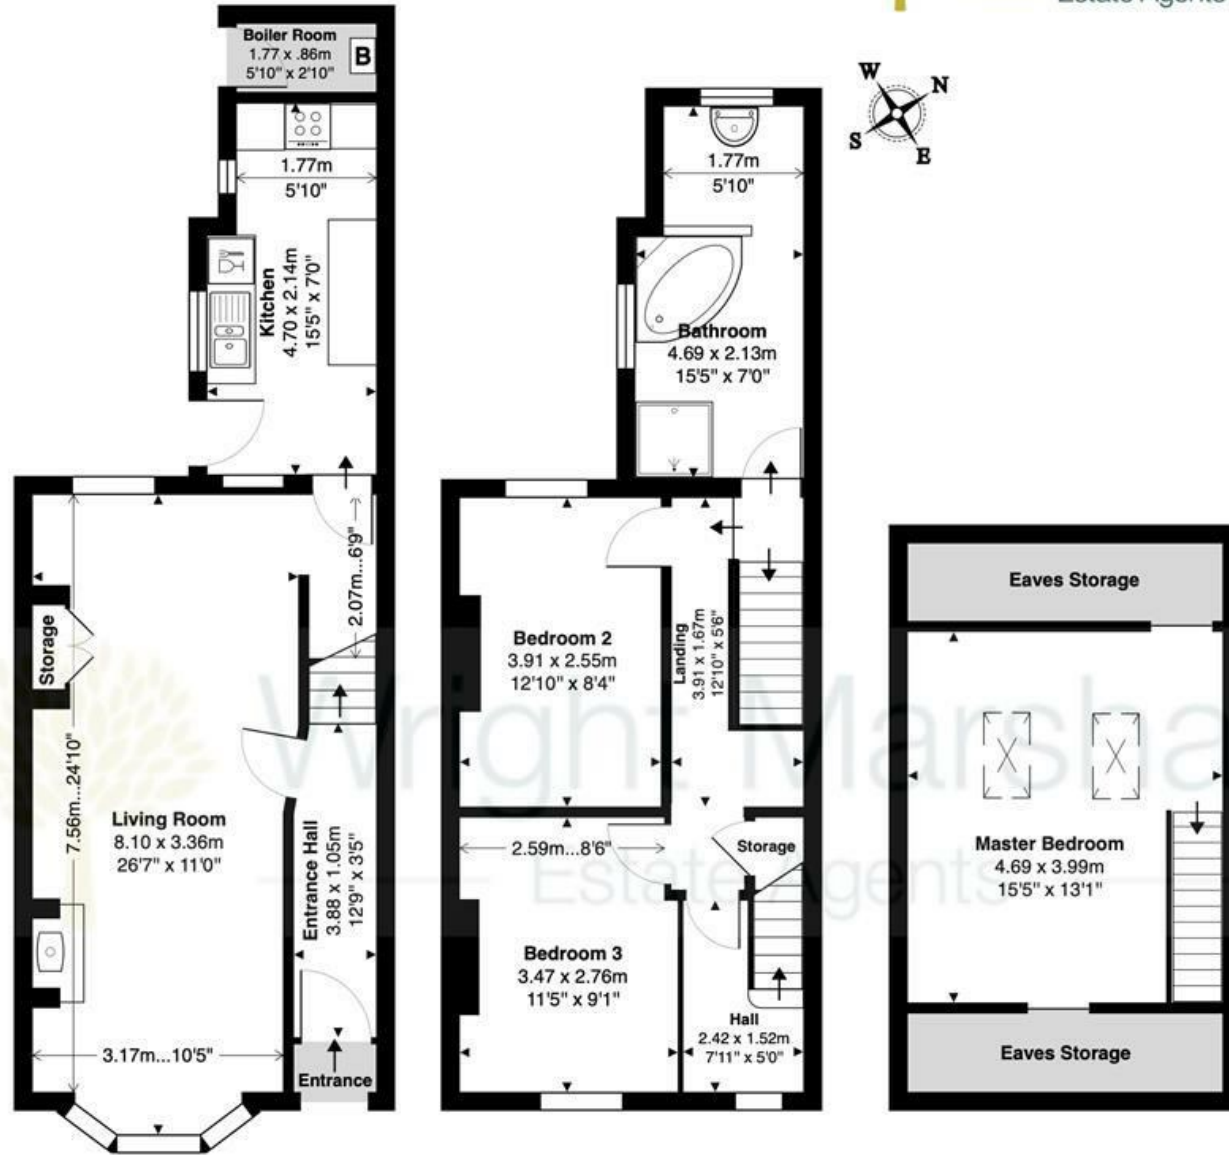 Estate Agents
Boiler Room
1.77 x .86m
5'10" x 2'10"
B
1.77m
5'10"
Kitchen
4.70 x 2.14m
15'5" x 7'0"
2.07m...6'9"
Storage
7.56m...24'10"
Living Room
8.10 x 3.36m
26'7" x 11'0"
Entrance Hall
3.88 x 1.05m
12'9" x 3'5"
3.17m...10'5"
Entrance
1.77m
5'10"
Bathroom
4.69 x 2.13m
15'5" x 7'0"
Bedroom 2
3.91 x 2.55m
12'10" x 8'4"
Landing
3.91 x 1.67m
12'10" x 5'6"
2.59m...8'6"
Storage
Bedroom 3
3.47 x 2.76m
11'5" x 9'1"
Hall
2.42 x 1.52m
7'11" x 5'0"
W
N
S
E
Eaves Storage
Master Bedroom
4.69 x 3.99m
15'5" x 13'1"
Eaves Storage
Wright Marsha
Estate Agents